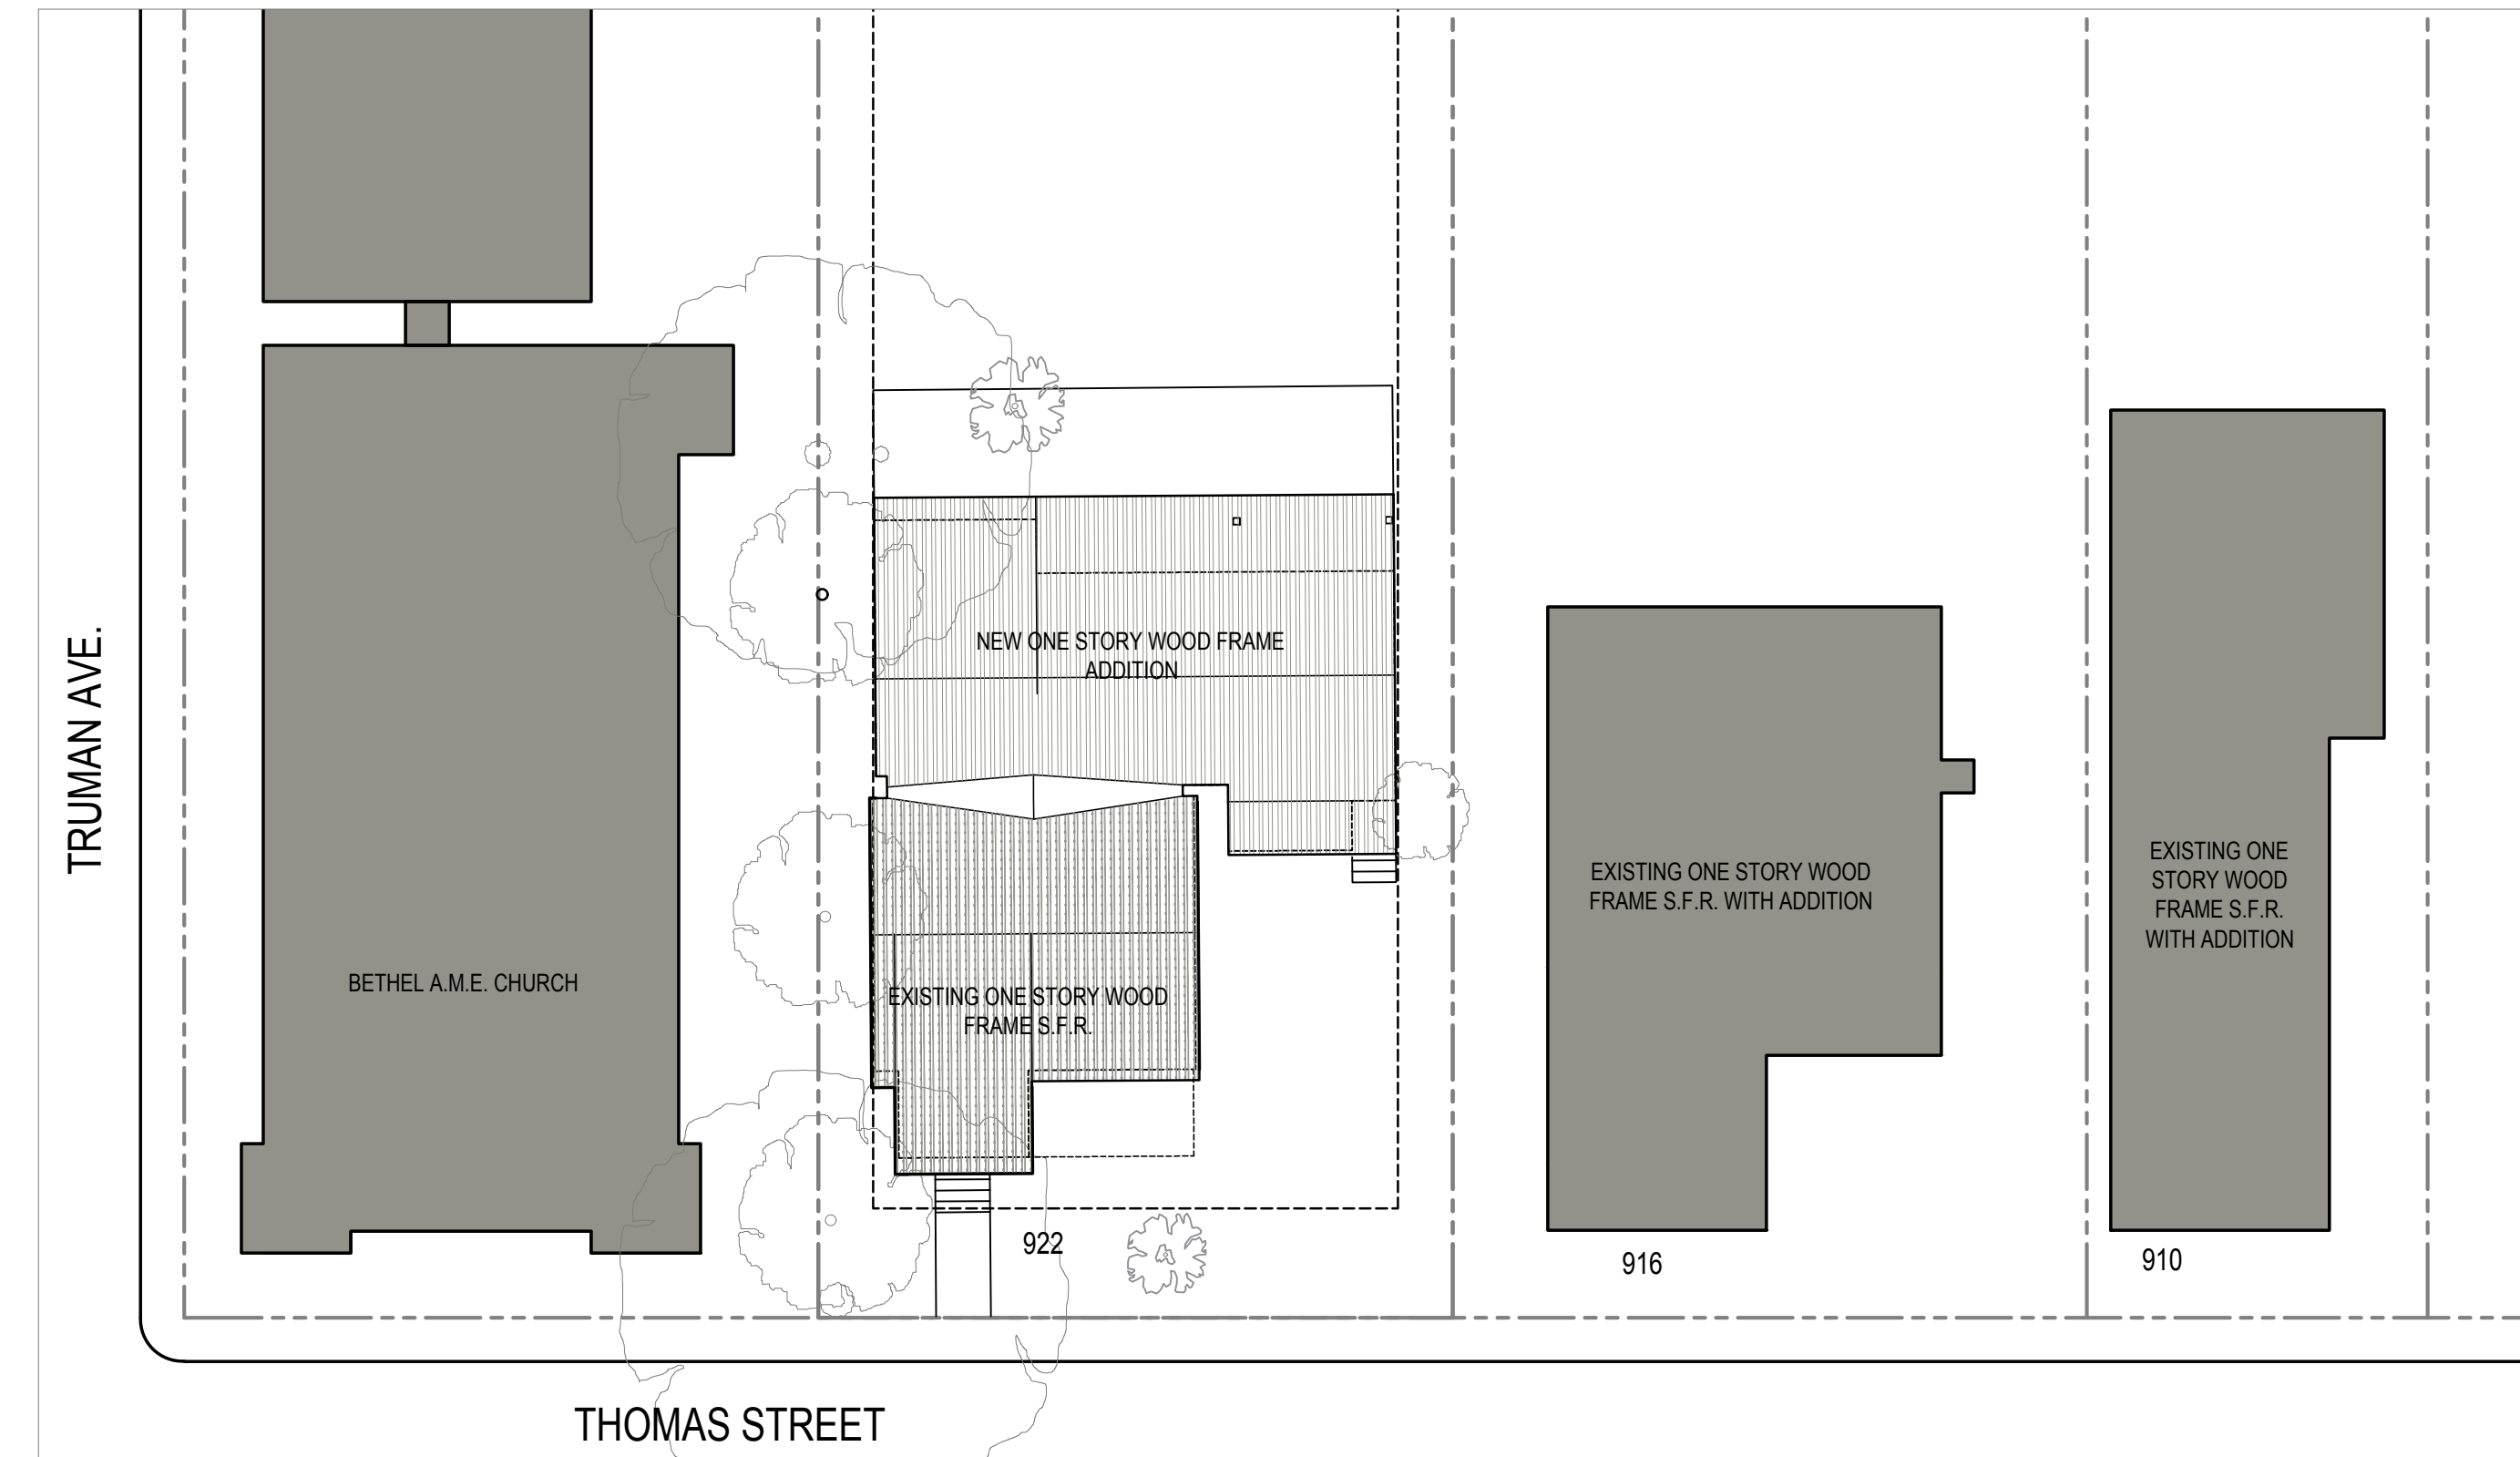 TRUMAN AVE.
NEW ONE STORY WOOD FRAME
ADDITION
BETHEL A.M.E. CHURCH
EXISTING ONE STORY WOOD
FRAME S.F.R.
EXISTING ONE STORY WOOD
FRAME S.F.R. WITH ADDITION
EXISTING ONE
STORY WOOD
FRAME S.F.R.
WITH ADDITION
922
916
910
THOMAS STREET